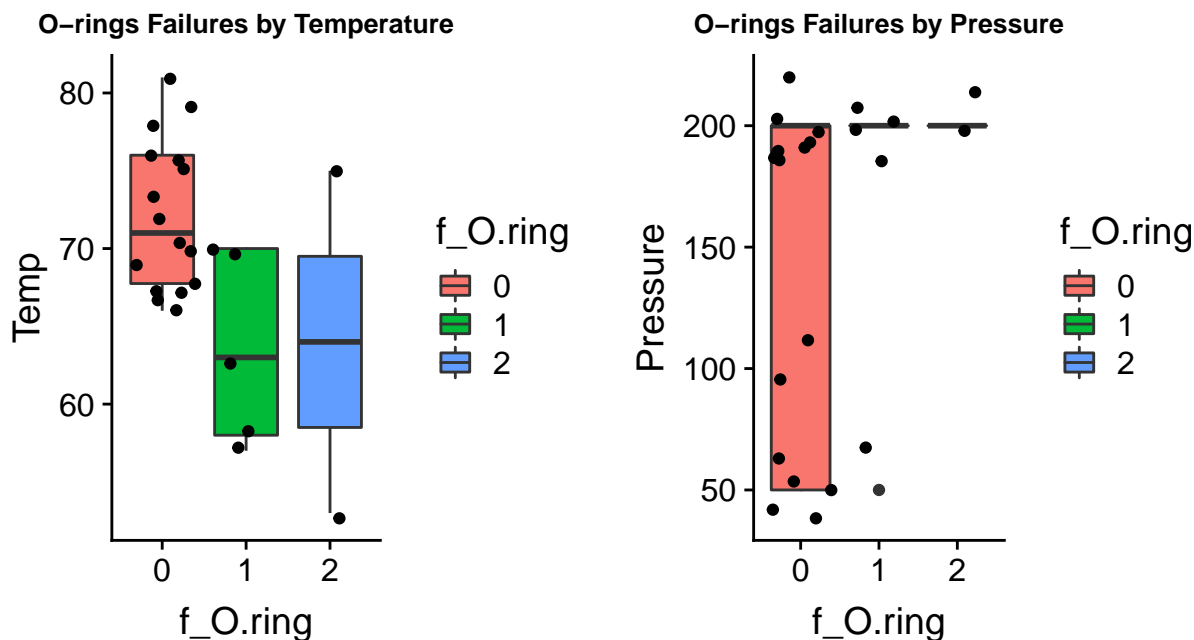 O−rings Failures by Temperature
Temp
80
70
60
0 1 2
f_O.ring
f_O.ring
0
1
2
O−rings Failures by Pressure
Pressure
200
150
100
50
0 1 2
f_O.ring
f_O.ring
0
1
2